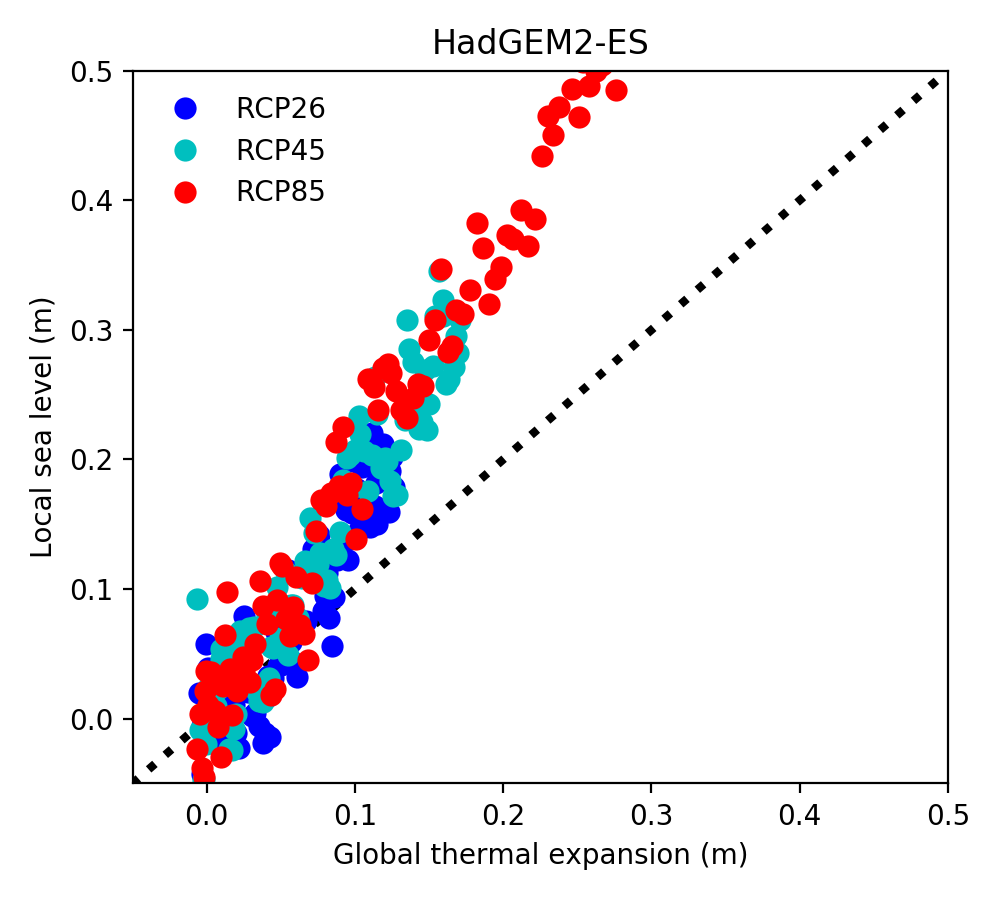 HadGEM2-ES
0.5
RCP26
RCP45
RCP85
0.4
0.3
0.2
0.1
0.0
Local sea level (m)
0.0 0.1 0.2 0.3 0.4 0.5
Global thermal expansion (m)